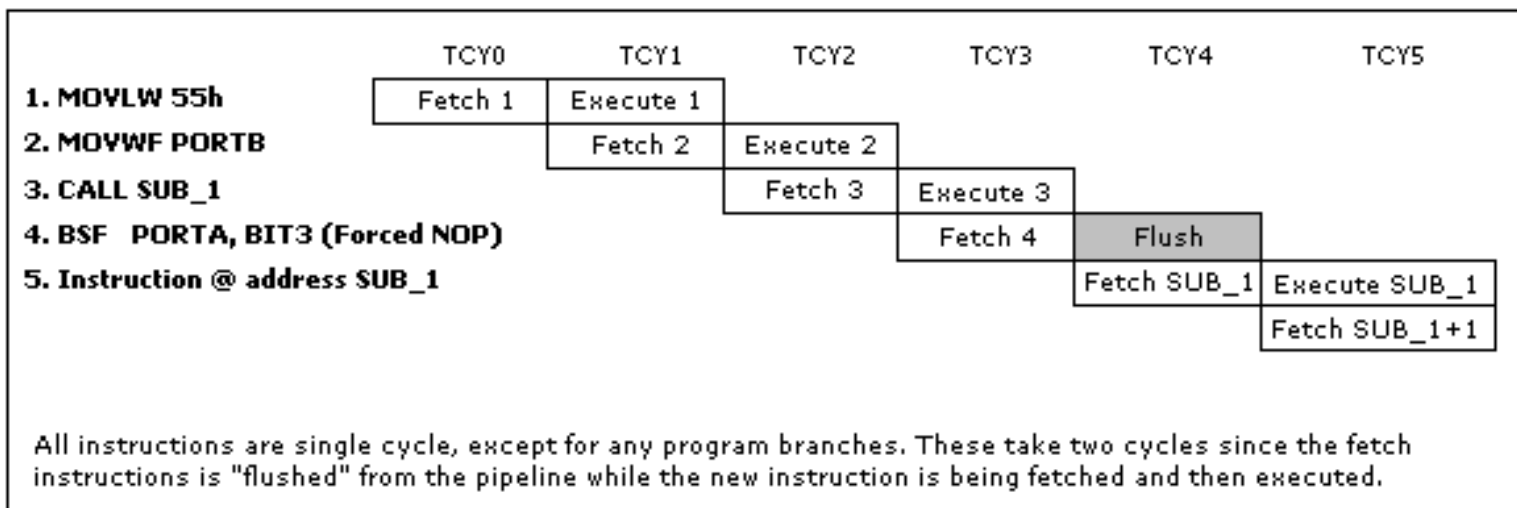 TCY0 TCY1 TCY2 TCY3 TCY4 TCY5
1. MOVLW 55h Fetch 1 Execute 1
2. MOVWF PORTB Fetch 2 Execute 2
3. CALL SUB_1 Fetch 3 Execute 3
4. BSF PORTA, BIT3 (Forced NOP) Fetch 4 Flush
5. Instruction @ address SUB_1 Fetch SUB_1 Execute SUB_1
Fetch SUB_1+1
All instructions are single cycle, except for any program branches. These take two cycles since the fetch
instructions is "flushed" from the pipeline while the new instruction is being fetched and then executed.